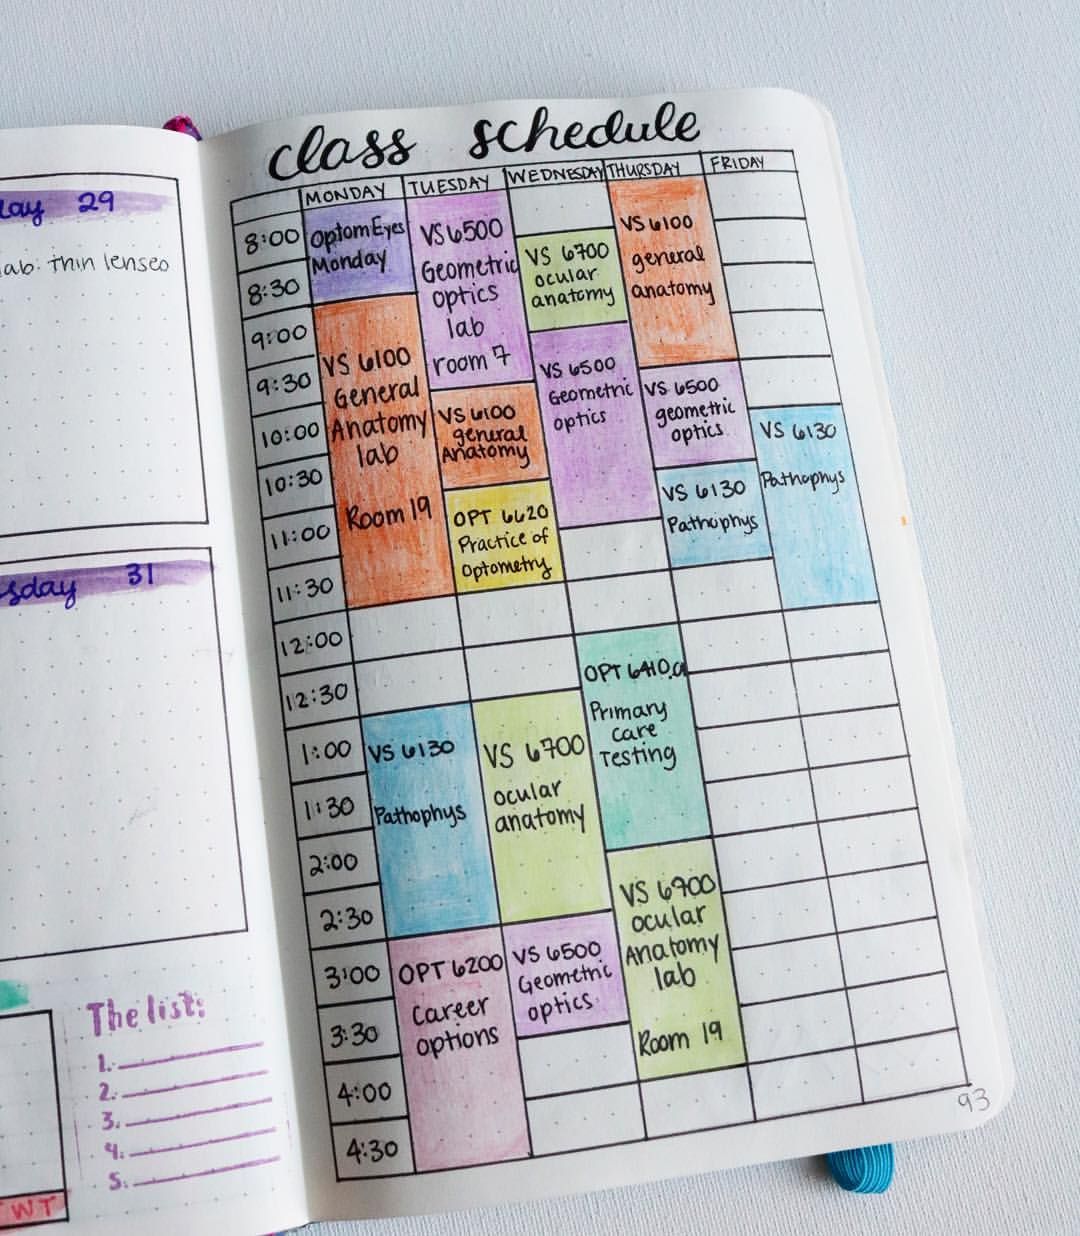 29
lab: thin lenses
31
The list:
1.
2.
3.
4.
5.
WT
class schedule
MONDAY TUESDAY WEDNESDAY THURSDAY FRIDAY
8:00
8:30
9:00
9:30
10:00
10:30
11:00
11:30
12:00
12:30
1:00
1:30
2:00
2:30
3:00
3:30
4:00
4:30
OptomEyes
Monday
VS 6100
General
Anatomy
lab
Room 19
VS 6130
Pathophys
OPT 6200
Career
options
VS 6500
Geometric
optics
lab
room 7
VS 6100
general
Anatomy
OPT 6620
Practice of
Optometry
VS 6700
ocular
anatomy
VS 6500
Geometric
optics
VS 6700
ocular
anatomy
VS 6500
Geometric
optics
OPT 6410.a
Primary
care
Testing
VS 6700
ocular
Anatomy
lab
Room 19
VS 6100
general
anatomy
VS 6500
geometric
optics
VS 6130
Pathophys
VS 6130
Pathophys
93